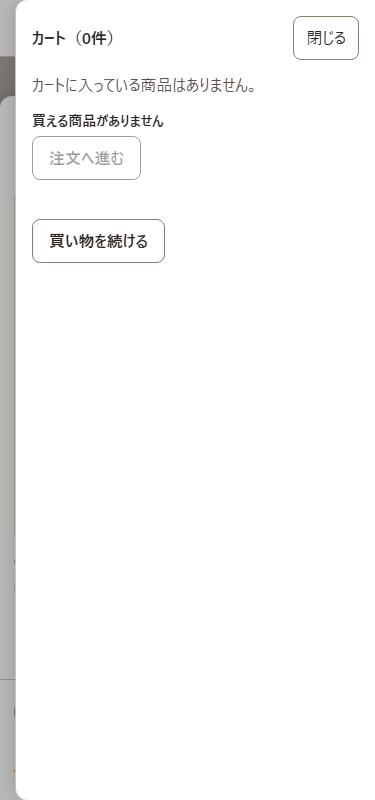 カート（0件）
閉じる
カートに入っている商品はありません。
買える商品がありません
注文へ進む
買い物を続ける